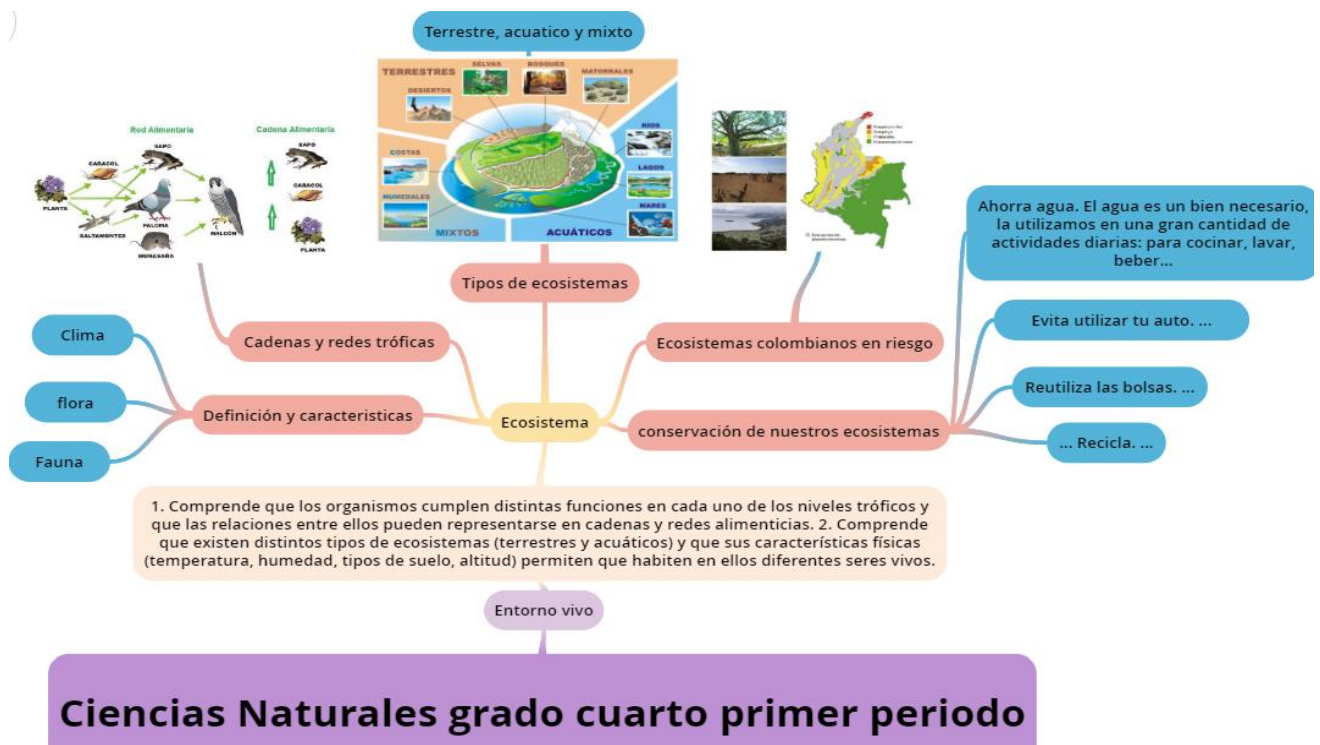 Terrestre, acuatico y mixto
TERRESTRES
SELVAS
BOSQUES
MATORRALES
DESIERTOS
COSTAS
HUMEDALES
MIXTOS
RÍOS
LAGOS
MARES
ACUÁTICOS
Red Alimentaria
SAPO
CARACOL
PLANTA
SALTAMONTES
PALOMA
MUSARAÑA
HALCÓN
Cadena Alimentaria
SAPO
CARACOL
PLANTA
Ahorra agua. El agua es un bien necesario,
la utilizamos en una gran cantidad de
actividades diarias: para cocinar, lavar,
beber...
Tipos de ecosistemas
Clima
Cadenas y redes tróficas
Ecosistemas colombianos en riesgo
Evita utilizar tu auto. ...
flora
Definición y caracteristicas
Ecosistema
conservación de nuestros ecosistemas
Reutiliza las bolsas. ...
Fauna
... Recicla. ...
1. Comprende que los organismos cumplen distintas funciones en cada uno de los niveles tróficos y
que las relaciones entre ellos pueden representarse en cadenas y redes alimenticias. 2. Comprende
que existen distintos tipos de ecosistemas (terrestres y acuáticos) y que sus características físicas
(temperatura, humedad, tipos de suelo, altitud) permiten que habiten en ellos diferentes seres vivos.
Entorno vivo
Ciencias Naturales grado cuarto primer periodo